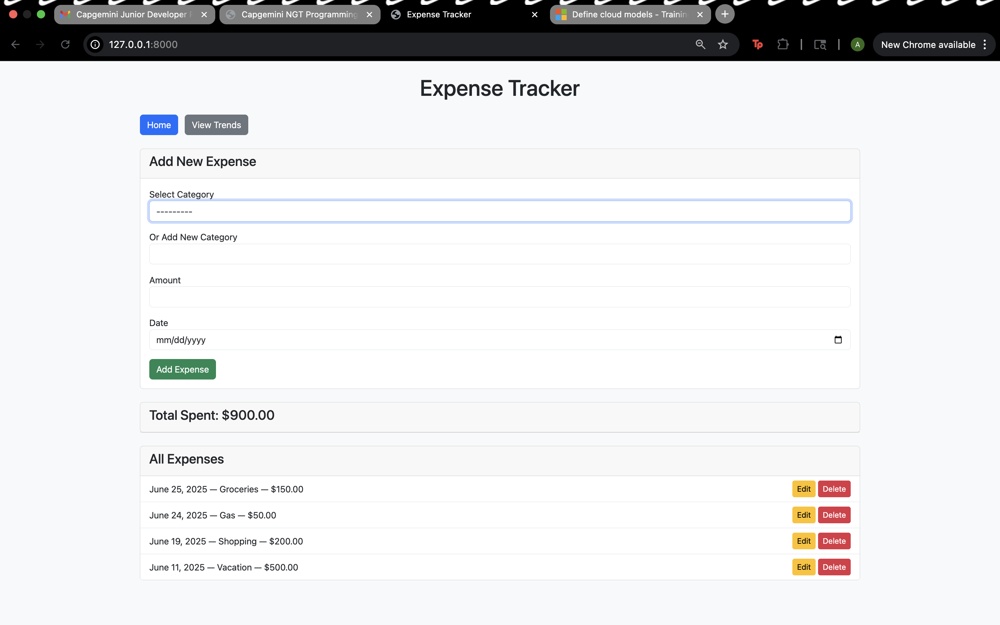 Capgemini Junior Developer
Capgemini NGT Programming
Expense Tracker
Define cloud models - Trainin
127.0.0.1:8000
Tp
A
New Chrome available
Expense Tracker
Home
View Trends
Add New Expense
Select Category
---------
Or Add New Category
Amount
Date
mm/dd/yyyy
Add Expense
Total Spent: $900.00
All Expenses
June 25, 2025 — Groceries — $150.00 Edit Delete
June 24, 2025 — Gas — $50.00 Edit Delete
June 19, 2025 — Shopping — $200.00 Edit Delete
June 11, 2025 — Vacation — $500.00 Edit Delete